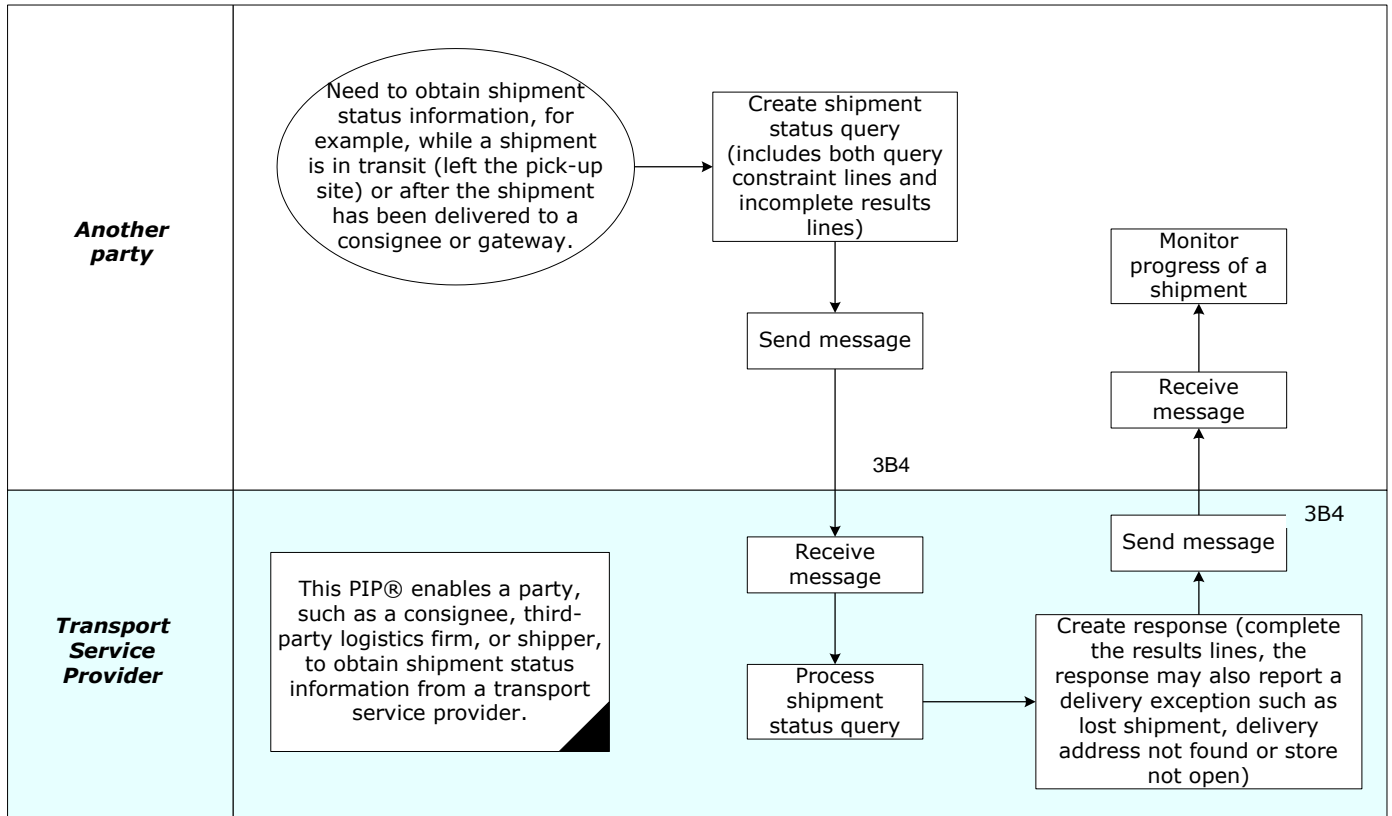 Another
party
Need to obtain shipment
status information, for
example, while a shipment
is in transit (left the pick-up
site) or after the shipment
has been delivered to a
consignee or gateway.
Create shipment
status query
(includes both query
constraint lines and
incomplete results
lines)
Send message
3B4
Monitor
progress of a
shipment
Receive
message
Transport
Service
Provider
This PIP® enables a party,
such as a consignee, third-
party logistics firm, or shipper,
to obtain shipment status
information from a transport
service provider.
Receive
message
Process
shipment
status query
Send message
3B4
Create response (complete
the results lines, the
response may also report a
delivery exception such as
lost shipment, delivery
address not found or store
not open)